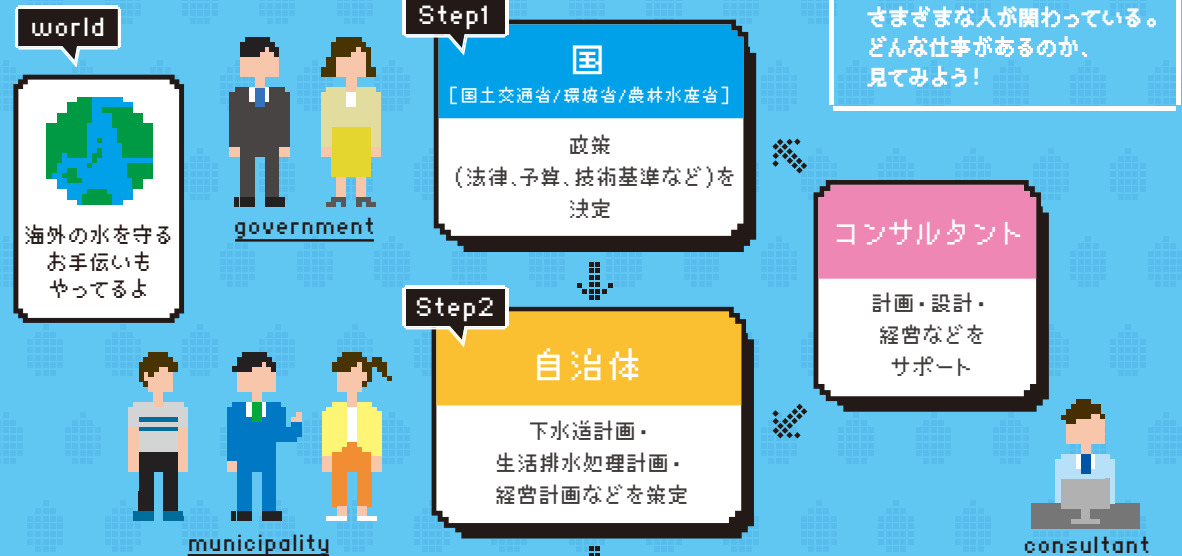 さまざまな人が関わっている。
どんな仕事があるのか、
見てみよう！
world
海外の水を守る
お手伝いも
やってるよ
government
Step1
国
［国土交通省/環境省/農林水産省］
政策
（法律、予算、技術基準など）を
決定
コンサルタント
計画・設計・
経営などを
サポート
Step2
自治体
下水道計画・
生活排水処理計画・
経営計画などを策定
municipality
consultant